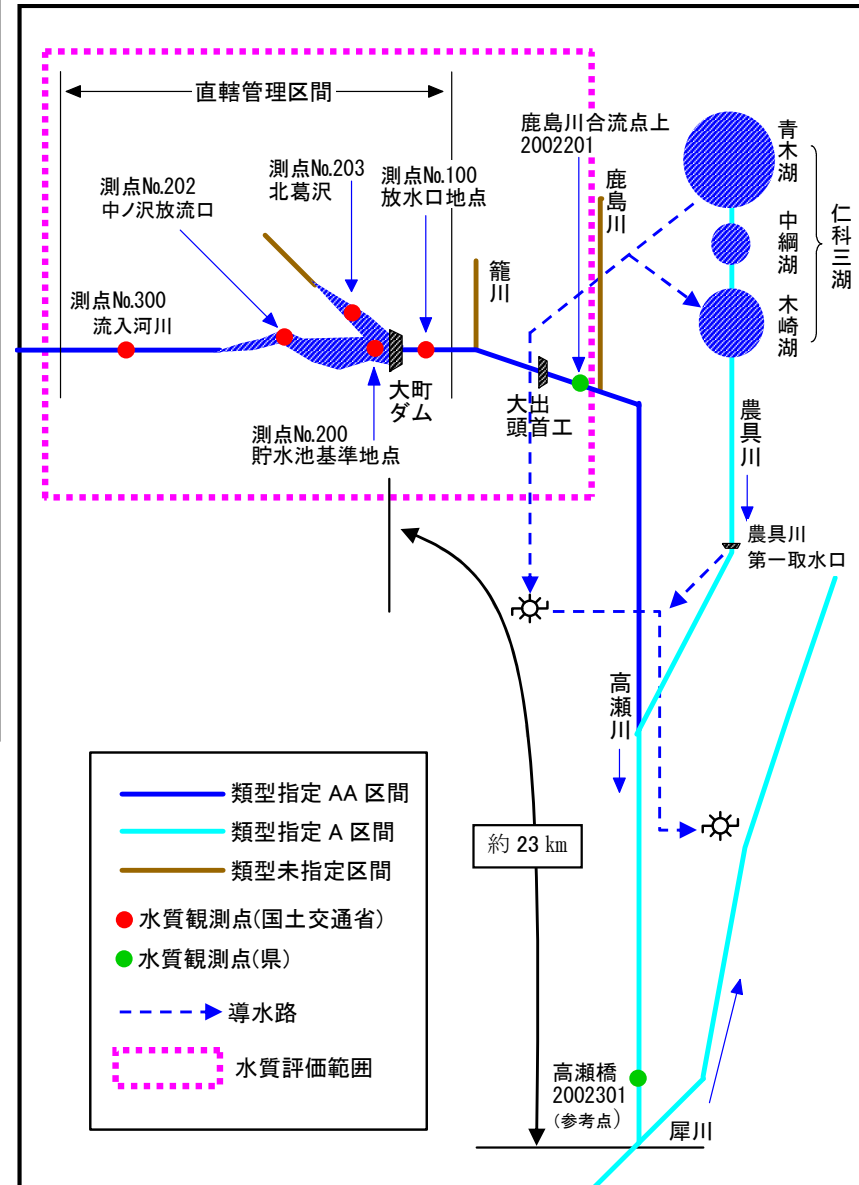 直轄管理区間
測点No.202
中ノ沢放流口
測点No.203
北葛沢
測点No.100
放水口地点
鹿島川合流点上
2002201
鹿島川
青木湖
中綱湖
木崎湖
仁科三湖
籠川
測点No.300
流入河川
大町
ダム
大出
頭首工
測点No.200
貯水池基準地点
農具川
農具川
第一取水口
高瀬川
約 23 km
類型指定 AA 区間
類型指定 A 区間
類型未指定区間
水質観測点(国土交通省)
水質観測点(県)
導水路
水質評価範囲
高瀬橋
2002301
(参考点)
犀川